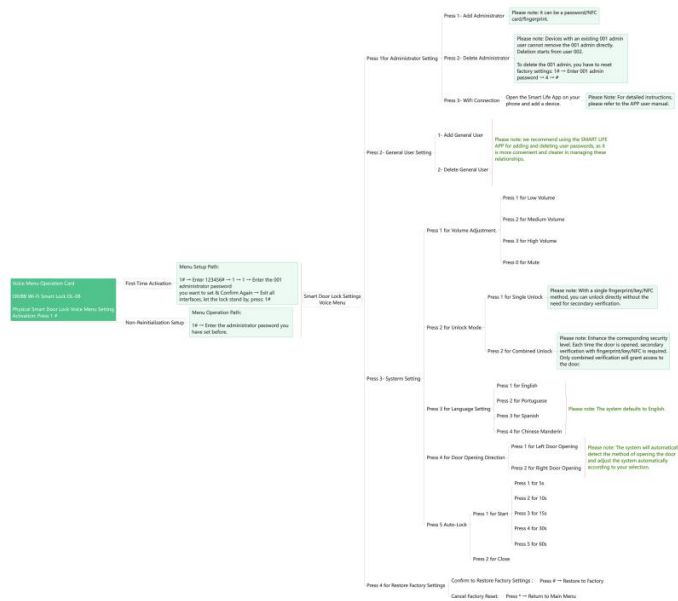 Voice Menu Operation Card
Wi-Fi Smart Lock DL-08
Physical Smart Door Lock Voice Menu Setting
Activation: Press 1 #
First-Time Activation
Menu Setup Path:
1# → Enter 123456# → 1 → 1 → Enter the 001
administrator password
you want to set & Confirm Again → Exit all
interfaces, let the lock stand by, press: 1#
Non-Reinitialization Setup
Menu Operation Path:
1# → Enter the administrator password you
have set before.
Smart Door Lock Settings
Voice Menu
Press 1for Administrator Setting
Press 1- Add Administrator
Please note: it can be a password/NFC
card/fingerprint.
Press 2- Delete Administrator
Please note: Devices with an existing 001 admin
user cannot remove the 001 admin directly.
Deletion starts from user 002.
To delete the 001 admin, you have to reset
factory settings: 1# → Enter 001 admin
password → 4 → #
Press 3- Wifi Connection
Open the Smart Life App on your
phone and add a device.
Please Note: For detailed instructions,
please refer to the APP user manual.
Press 2- General User Setting
1- Add General User
2- Delete General User
Please note: we recommend using the SMART LIFE
APP for adding and deleting user passwords, as it
is more convenient and clearer in managing these
relationships.
Press 3- Systerm Setting
Press 1 for Volume Adjustment
Press 1 for Low Volume
Press 2 for Medium Volume
Press 3 for High Volume
Press 0 for Mute
Press 2 for Unlock Mode
Press 1 for Single Unlock
Please note: With a single fingerprint/key/NFC
method, you can unlock directly without the
need for secondary verification.
Press 2 for Combined Unlock
Please note: Enhance the corresponding security
level. Each time the door is opened, secondary
verification with fingerprint/key/NFC is required.
Only combined verification will grant access to
the door.
Press 3 for Language Setting
Press 1 for English
Press 2 for Portuguese
Press 3 for Spanish
Press 4 for Chinese Manderin
Please note: The system defaults to English.
Press 4 for Door Opening Direction
Press 1 for Left Door Opening
Press 2 for Right Door Opening
Please note: The system will automatically
detect the method of opening the door
and adjust the system automatically
according to your selection.
Press 5 Auto-Lock
Press 1 for Start
Press 1 for 5s
Press 2 for 10s
Press 3 for 15s
Press 4 for 30s
Press 5 for 60s
Press 2 for Close
Press 4 for Restore Factory Settings
Confirm to Restore Factory Settings :
Press # → Restore to Factory
Cancel Factory Reset:
Press * → Return to Main Menu